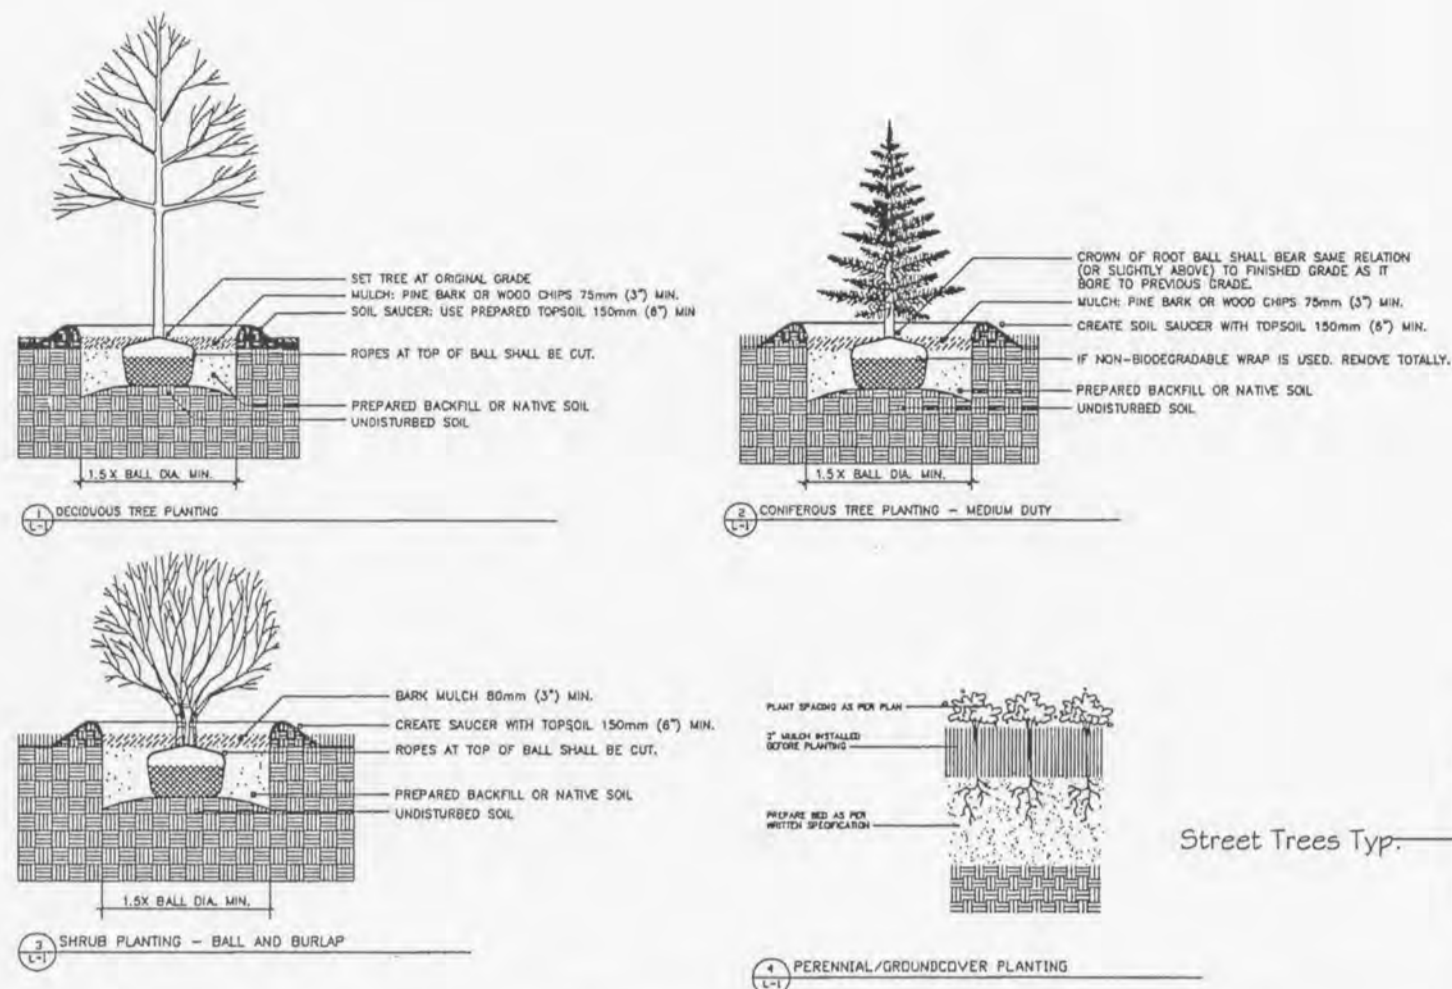 SET TREE AT ORIGINAL GRADE
MULCH: PINE BARK OR WOOD CHIPS 75mm (3") MIN.
SOIL SAUCER: USE PREPARED TOPSOIL 150mm (6") MIN
ROPES AT TOP OF BALL SHALL BE CUT.
PREPARED BACKFILL OR NATIVE SOIL
UNDISTURBED SOIL
1.5X BALL DIA. MIN.
1
L-1
DECIDUOUS TREE PLANTING
CROWN OF ROOT BALL SHALL BEAR SAME RELATION
(OR SLIGHTLY ABOVE) TO FINISHED GRADE AS IT
BORE TO PREVIOUS GRADE.
MULCH: PINE BARK OR WOOD CHIPS 75mm (3") MIN.
CREATE SOIL SAUCER WITH TOPSOIL 150mm (6") MIN.
IF NON-BIODEGRADABLE WRAP IS USED. REMOVE TOTALLY.
PREPARED BACKFILL OR NATIVE SOIL
UNDISTURBED SOIL
1.5X BALL DIA. MIN.
2
L-1
CONIFEROUS TREE PLANTING - MEDIUM DUTY
BARK MULCH 80mm (3") MIN.
CREATE SAUCER WITH TOPSOIL 150mm (6") MIN.
ROPES AT TOP OF BALL SHALL BE CUT.
PREPARED BACKFILL OR NATIVE SOIL
UNDISTURBED SOIL
1.5X BALL DIA. MIN.
3
L-1
SHRUB PLANTING - BALL AND BURLAP
PLANT SPACING AS PER PLAN
MULCH INSTALLED
BEFORE PLANTING
PREPARE BED AS PER
WRITTEN SPECIFICATION
4
L-1
PERENNIAL/GROUNDCOVER PLANTING
Street Trees Typ.